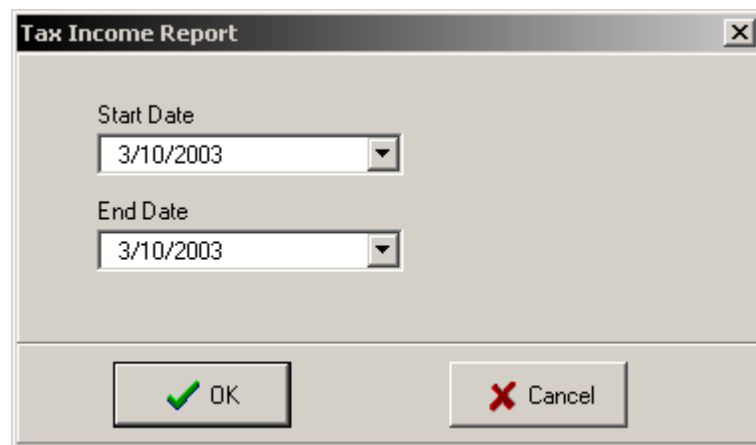 Tax Income Report
Start Date
3/10/2003
End Date
3/10/2003
OK
Cancel